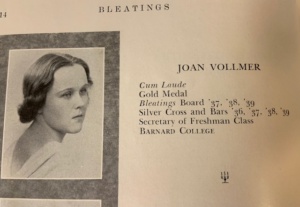 14
BLEATINGS
JOAN VOLLMER
Cum Laude
Gold Medal
Bleatings Board '37, '38, '39
Silver Cross and Bars '36, '37, '38, '39
Secretary of Freshman Class
BARNARD COLLEGE